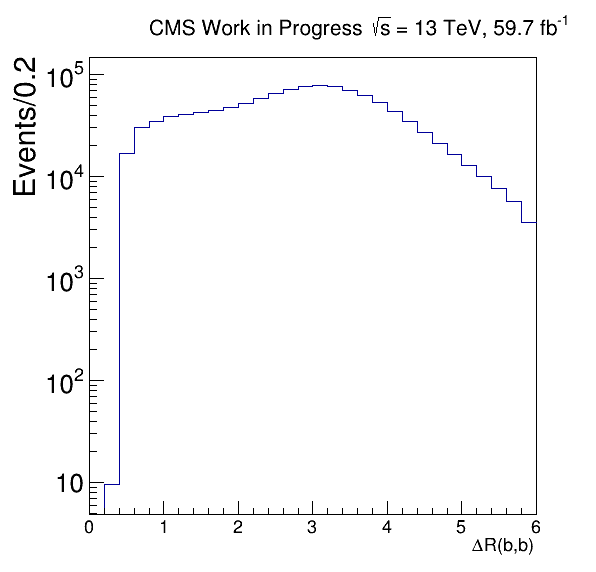 CMS Work in Progress √s = 13 TeV, 59.7 fb⁻¹
Events/0.2
10⁵
10⁴
10³
10²
10
0 1 2 3 4 5 6
ΔR(b,b)